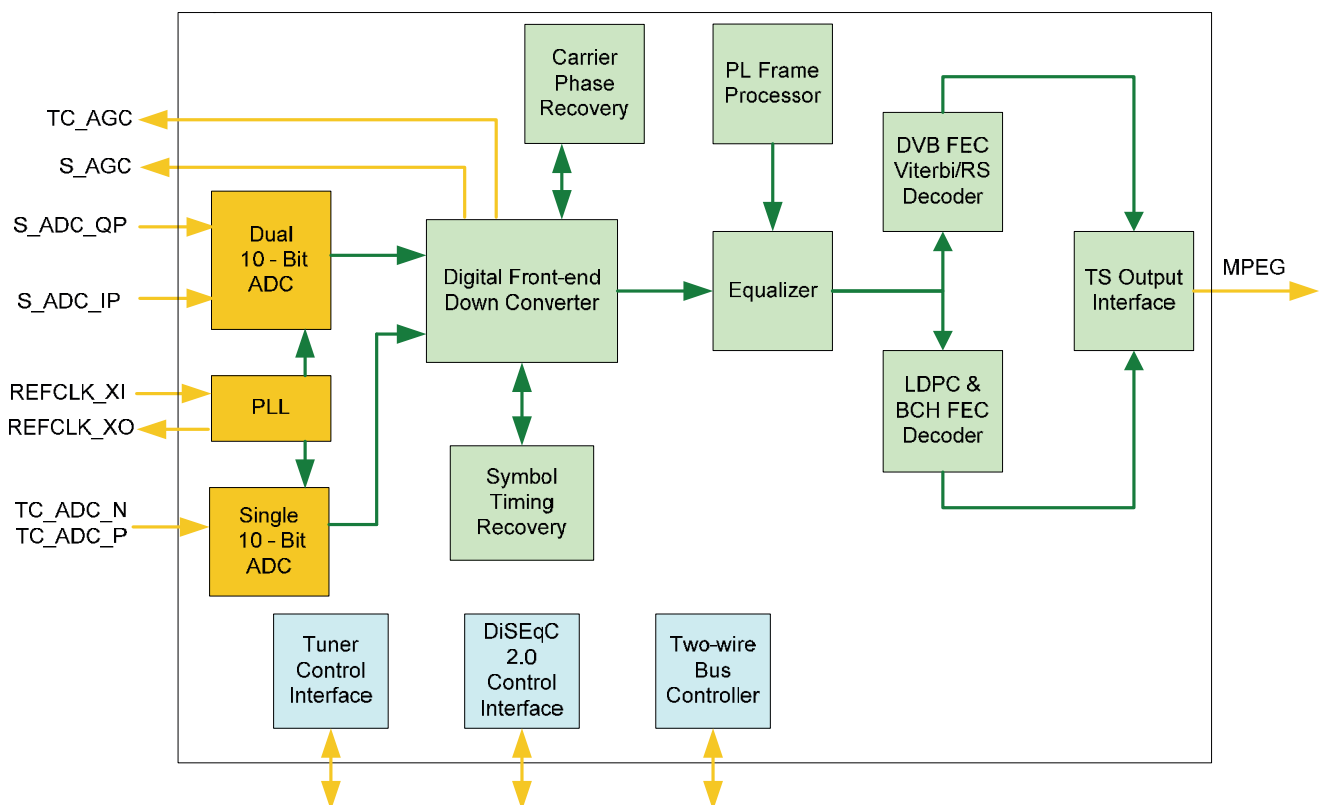 Carrier
Phase
Recovery
PL Frame
Processor
TC_AGC
S_AGC
DVB FEC
Viterbi/RS
Decoder
S_ADC_QP
S_ADC_IP
Dual
10 - Bit
ADC
Digital Front-end
Down Converter
Equalizer
TS Output
Interface
MPEG
REFCLK_XI
REFCLK_XO
PLL
LDPC &
BCH FEC
Decoder
TC_ADC_N
TC_ADC_P
Single
10 - Bit
ADC
Symbol
Timing
Recovery
Tuner
Control
Interface
DiSEqC
2.0
Control
Interface
Two-wire
Bus
Controller